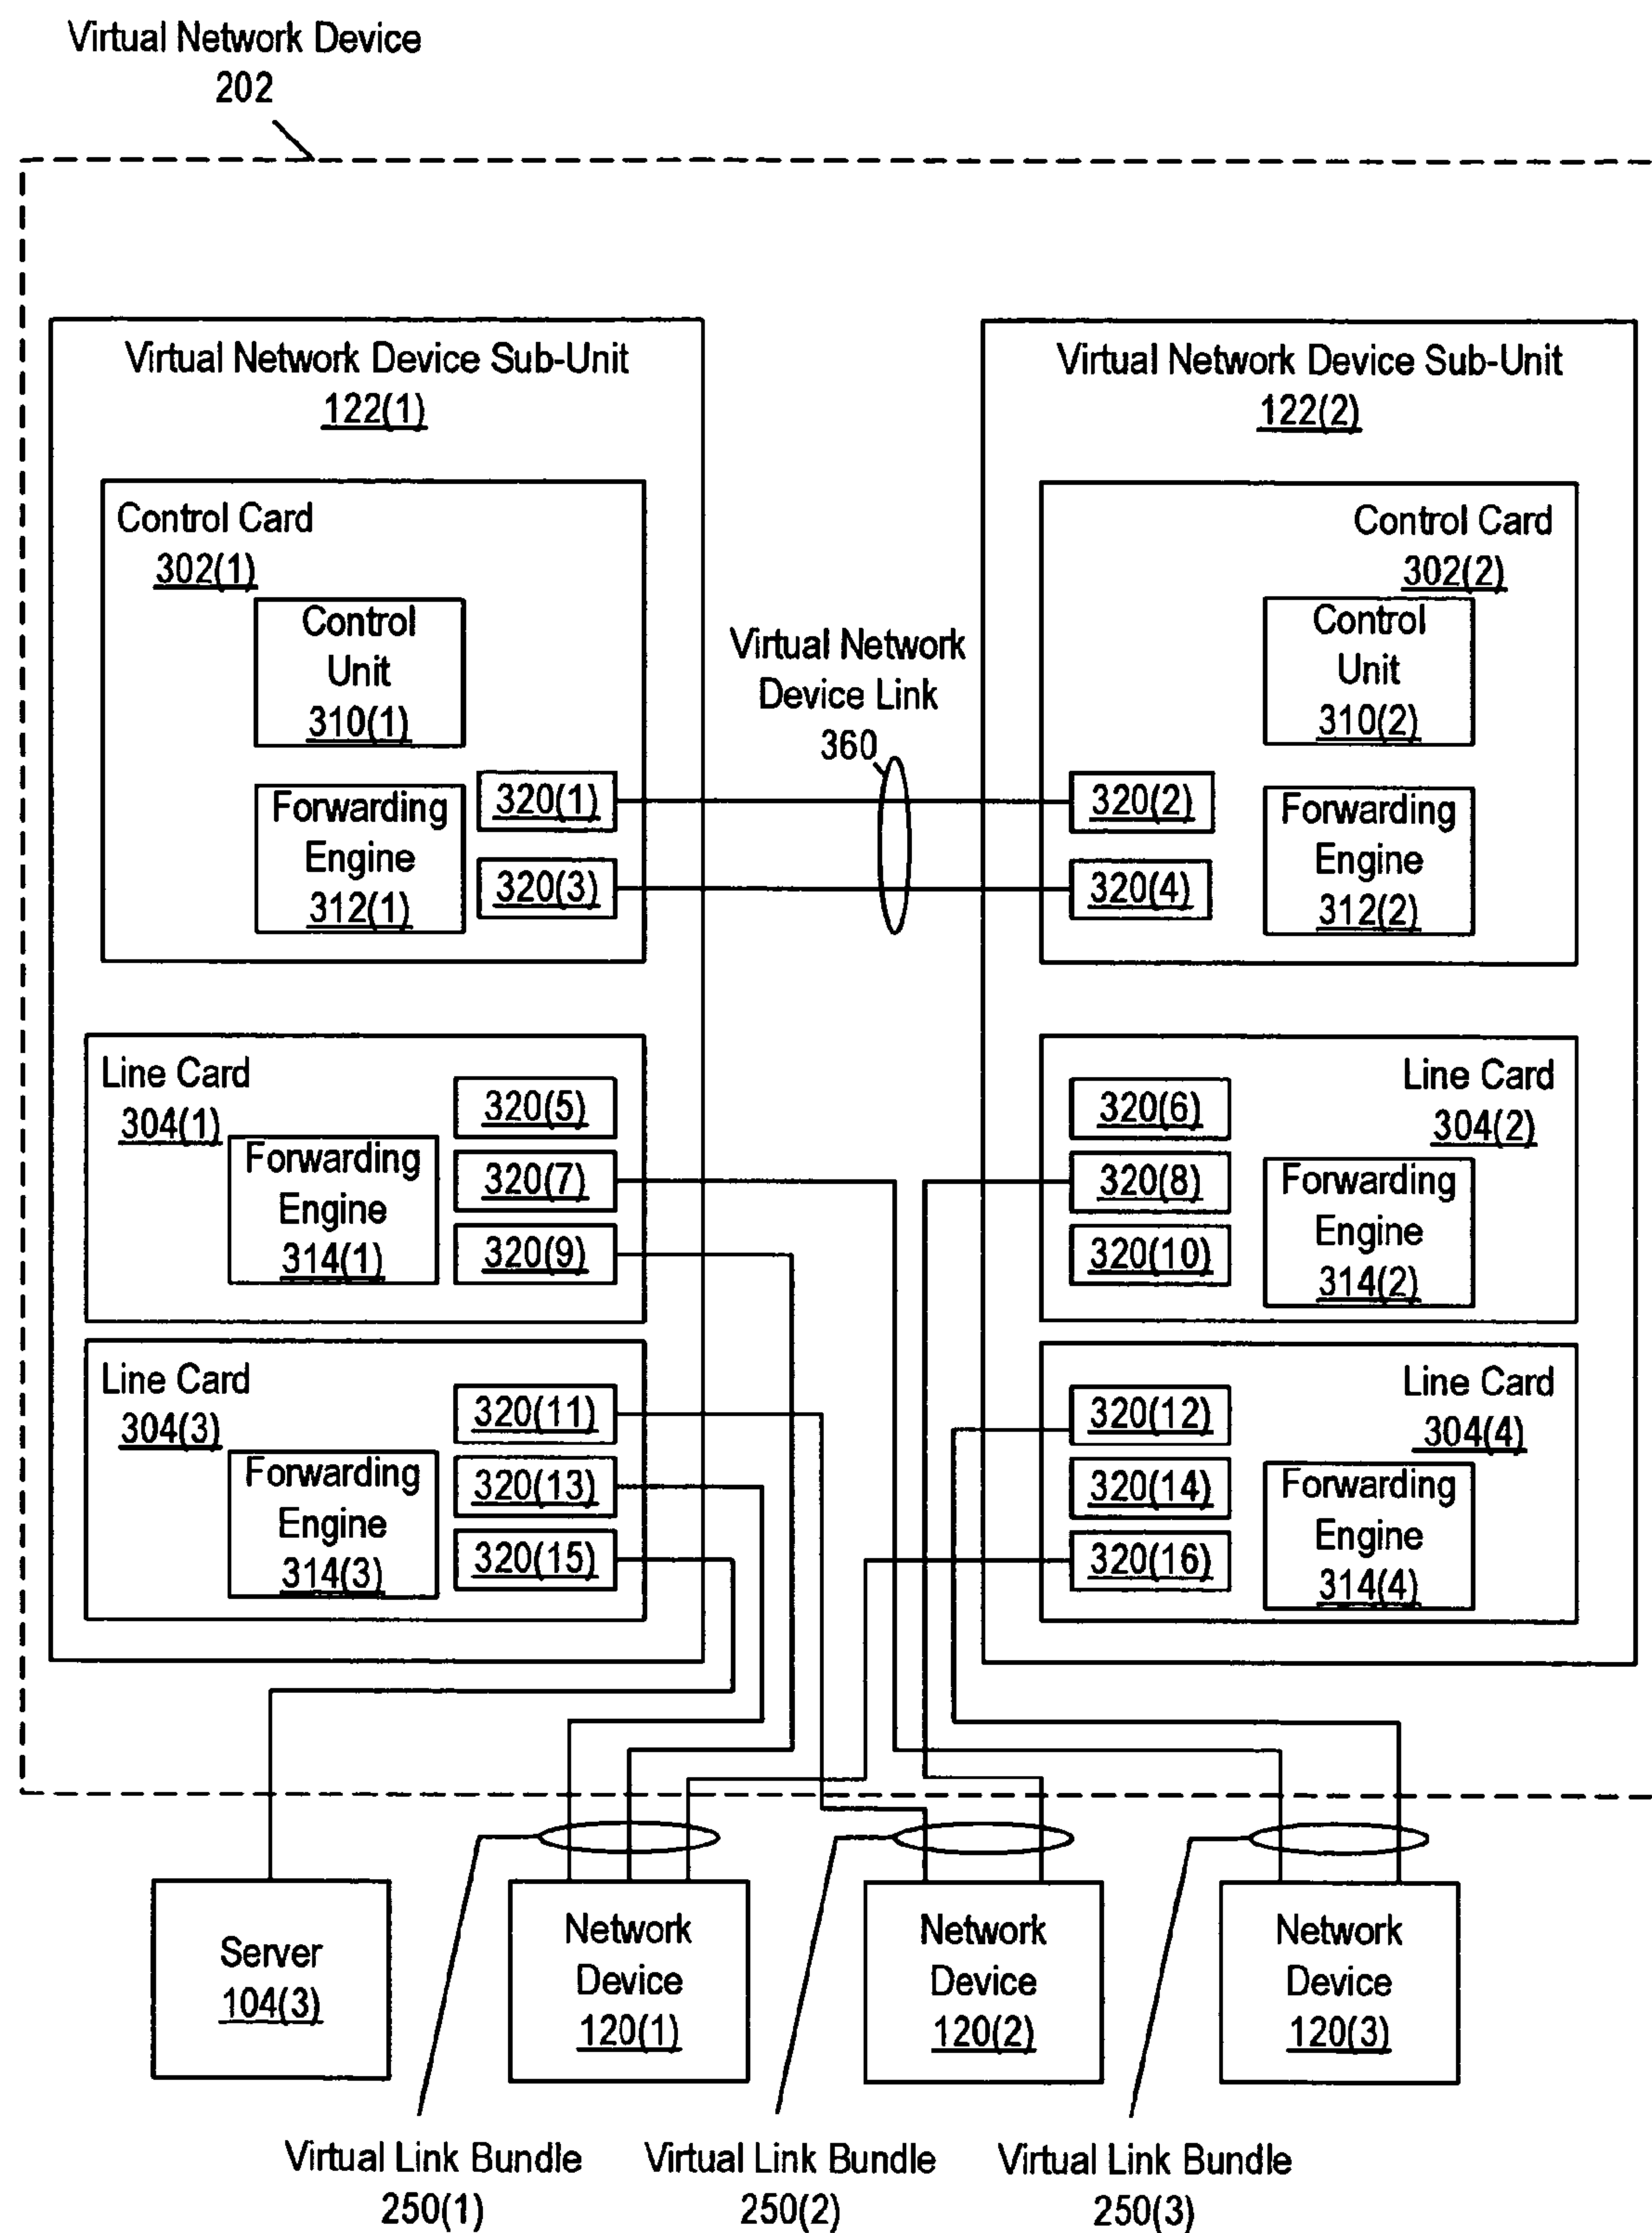 Virtual Network Device
202
Virtual Network Device Sub-Unit
122(1)
Control Card
302(1)
Control
Unit
310(1)
Forwarding
Engine
312(1)
320(1)
320(3)
Line Card
304(1)
Forwarding
Engine
314(1)
320(5)
320(7)
320(9)
Line Card
304(3)
Forwarding
Engine
314(3)
320(11)
320(13)
320(15)
Virtual Network
Device Link
360
Virtual Network Device Sub-Unit
122(2)
Control Card
302(2)
Control
Unit
310(2)
320(2)
320(4)
Forwarding
Engine
312(2)
Line Card
304(2)
320(6)
320(8)
320(10)
Forwarding
Engine
314(2)
Line Card
304(4)
320(12)
320(14)
320(16)
Forwarding
Engine
314(4)
Server
104(3)
Network
Device
120(1)
Network
Device
120(2)
Network
Device
120(3)
Virtual Link Bundle
250(1)
Virtual Link Bundle
250(2)
Virtual Link Bundle
250(3)